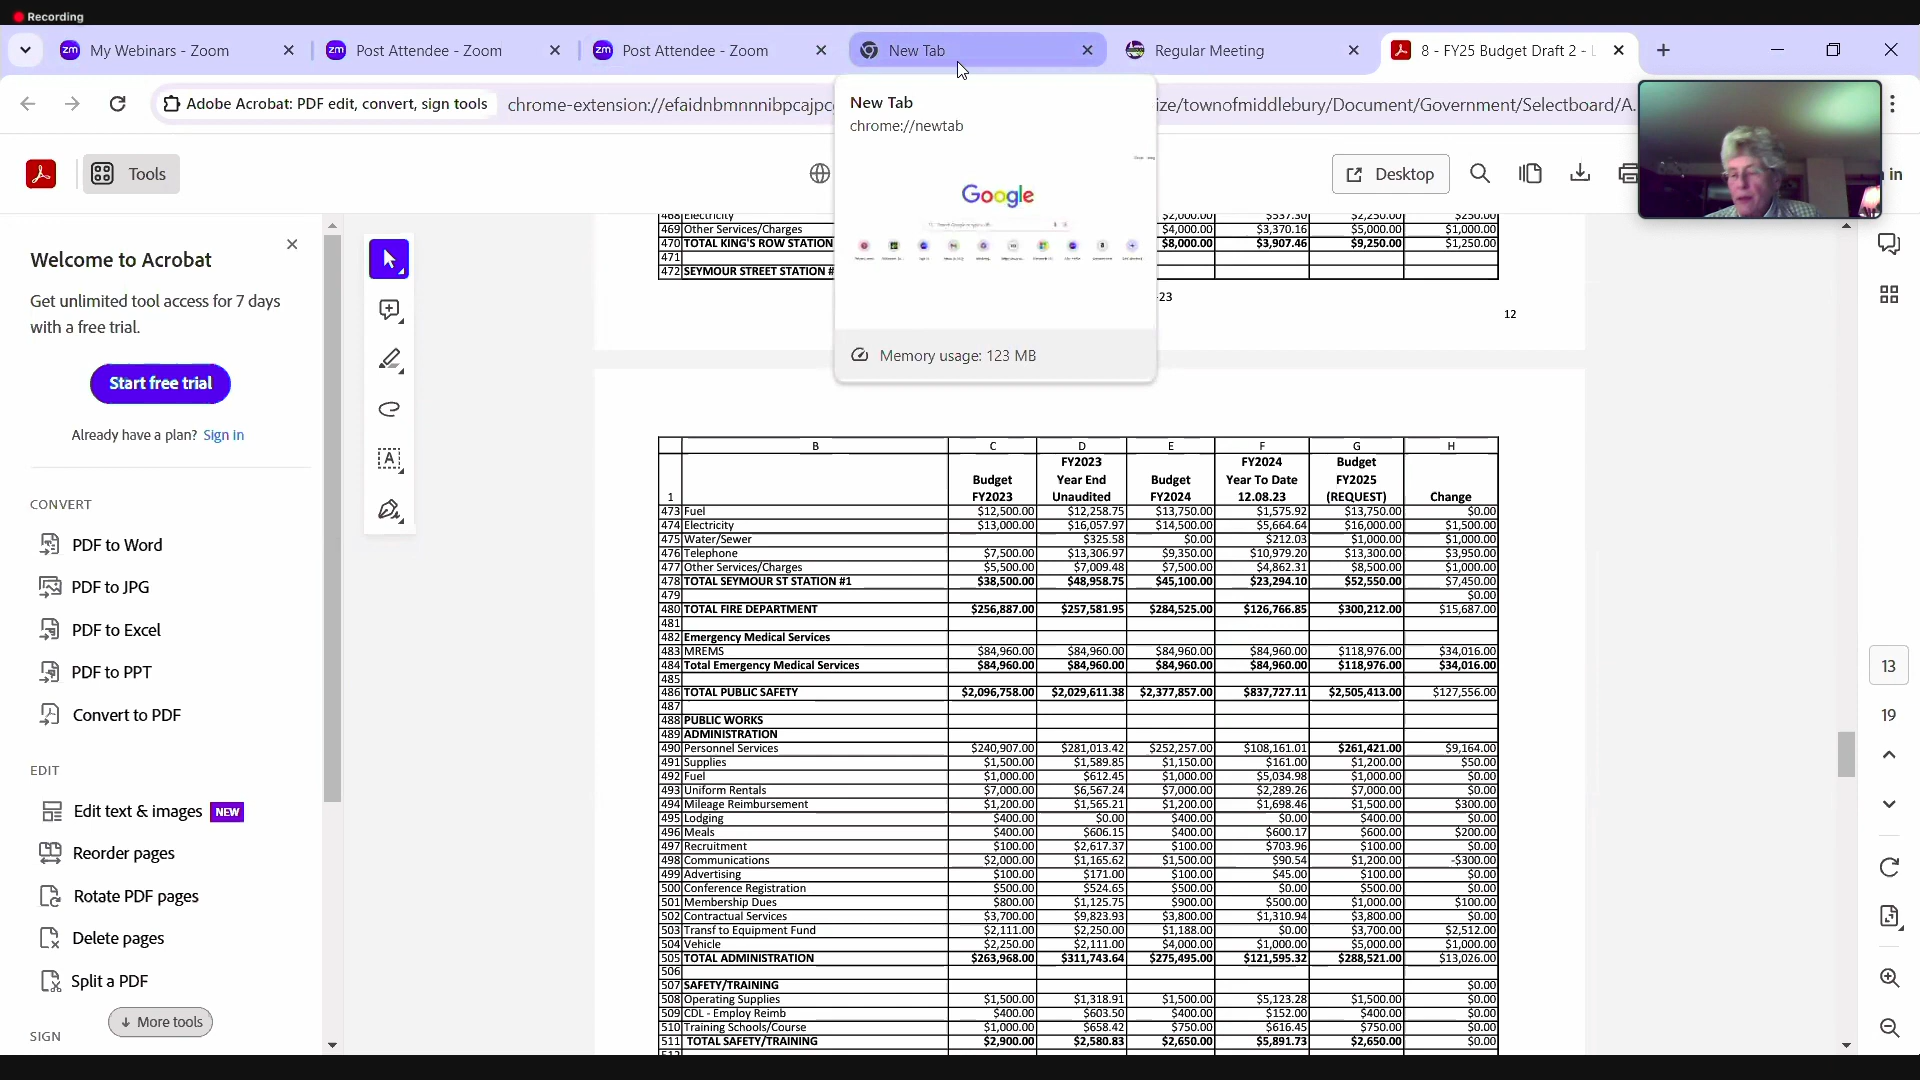 Recording
My Webinars - Zoom
Post Attendee - Zoom
Post Attendee - Zoom
New Tab
Regular Meeting
8 - FY25 Budget Draft 2 -
Adobe Acrobat: PDF edit, convert, sign tools
chrome-extension://efaidnbmnnnibpcajpc
ize/townofmiddlebury/Document/Government/Selectboard/A...
New Tab
chrome://newtab
Google
Memory usage: 123 MB
Tools
Desktop
in
Welcome to Acrobat
Get unlimited tool access for 7 days
with a free trial.
Start free trial
Already have a plan? Sign in
CONVERT
PDF to Word
PDF to JPG
PDF to Excel
PDF to PPT
Convert to PDF
EDIT
Edit text & images NEW
Reorder pages
Rotate PDF pages
Delete pages
Split a PDF
More tools
SIGN
468 Electricity $2,000.00 $537.30 $2,250.00 $250.00
469 Other Services/Charges $4,000.00 $3,370.16 $5,000.00 $1,000.00
470 TOTAL KING'S ROW STATION $8,000.00 $3,907.46 $9,250.00 $1,250.00
471
472 SEYMOUR STREET STATION #
-23
12
B C D E F G H
1 Budget FY2023 FY2023 Year End Unaudited Budget FY2024 FY2024 Year To Date 12.08.23 Budget FY2025 (REQUEST) Change
473 Fuel $12,500.00 $12,258.75 $13,750.00 $1,575.92 $13,750.00 $0.00
474 Electricity $13,000.00 $16,057.97 $14,500.00 $5,664.64 $16,000.00 $1,500.00
475 Water/Sewer $325.58 $0.00 $212.03 $1,000.00 $1,000.00
476 Telephone $7,500.00 $13,306.97 $9,350.00 $10,979.20 $13,300.00 $3,950.00
477 Other Services/Charges $5,500.00 $7,009.48 $7,500.00 $4,862.31 $8,500.00 $1,000.00
478 TOTAL SEYMOUR ST STATION #1 $38,500.00 $48,958.75 $45,100.00 $23,294.10 $52,550.00 $7,450.00
479 $0.00
480 TOTAL FIRE DEPARTMENT $256,887.00 $257,581.95 $284,525.00 $126,766.85 $300,212.00 $15,687.00
481
482 Emergency Medical Services
483 MREMS $84,960.00 $84,960.00 $84,960.00 $84,960.00 $118,976.00 $34,016.00
484 Total Emergency Medical Services $84,960.00 $84,960.00 $84,960.00 $84,960.00 $118,976.00 $34,016.00
485
486 TOTAL PUBLIC SAFETY $2,096,758.00 $2,029,611.38 $2,377,857.00 $837,727.11 $2,505,413.00 $127,556.00
487
488 PUBLIC WORKS
489 ADMINISTRATION
490 Personnel Services $240,907.00 $281,013.42 $252,257.00 $108,161.01 $261,421.00 $9,164.00
491 Supplies $1,500.00 $1,589.85 $1,150.00 $161.00 $1,200.00 $50.00
492 Fuel $1,000.00 $612.45 $1,000.00 $5,034.98 $1,000.00 $0.00
493 Uniform Rentals $7,000.00 $6,567.24 $7,000.00 $2,289.26 $7,000.00 $0.00
494 Mileage Reimbursement $1,200.00 $1,565.21 $1,200.00 $1,698.46 $1,500.00 $300.00
495 Lodging $400.00 $0.00 $400.00 $0.00 $400.00 $0.00
496 Meals $400.00 $606.15 $400.00 $600.17 $600.00 $200.00
497 Recruitment $100.00 $2,617.37 $100.00 $703.96 $100.00 $0.00
498 Communications $2,000.00 $1,165.62 $1,500.00 $90.54 $1,200.00 -$300.00
499 Advertising $100.00 $171.00 $100.00 $45.00 $100.00 $0.00
500 Conference Registration $500.00 $524.65 $500.00 $0.00 $500.00 $0.00
501 Membership Dues $800.00 $1,125.75 $900.00 $500.00 $1,000.00 $100.00
502 Contractual Services $3,700.00 $9,823.93 $3,800.00 $1,310.94 $3,800.00 $0.00
503 Transf to Equipment Fund $2,111.00 $2,250.00 $1,188.00 $0.00 $3,700.00 $2,512.00
504 Vehicle $2,250.00 $2,111.00 $4,000.00 $1,000.00 $5,000.00 $1,000.00
505 TOTAL ADMINISTRATION $263,968.00 $311,743.64 $275,495.00 $121,595.32 $288,521.00 $13,026.00
506
507 SAFETY/TRAINING $0.00
508 Operating Supplies $1,500.00 $1,318.91 $1,500.00 $5,123.28 $1,500.00 $0.00
509 CDL - Employ Reimb $400.00 $603.50 $400.00 $152.00 $400.00 $0.00
510 Training Schools/Course $1,000.00 $658.42 $750.00 $616.45 $750.00 $0.00
511 TOTAL SAFETY/TRAINING $2,900.00 $2,580.83 $2,650.00 $5,891.73 $2,650.00 $0.00
13
19